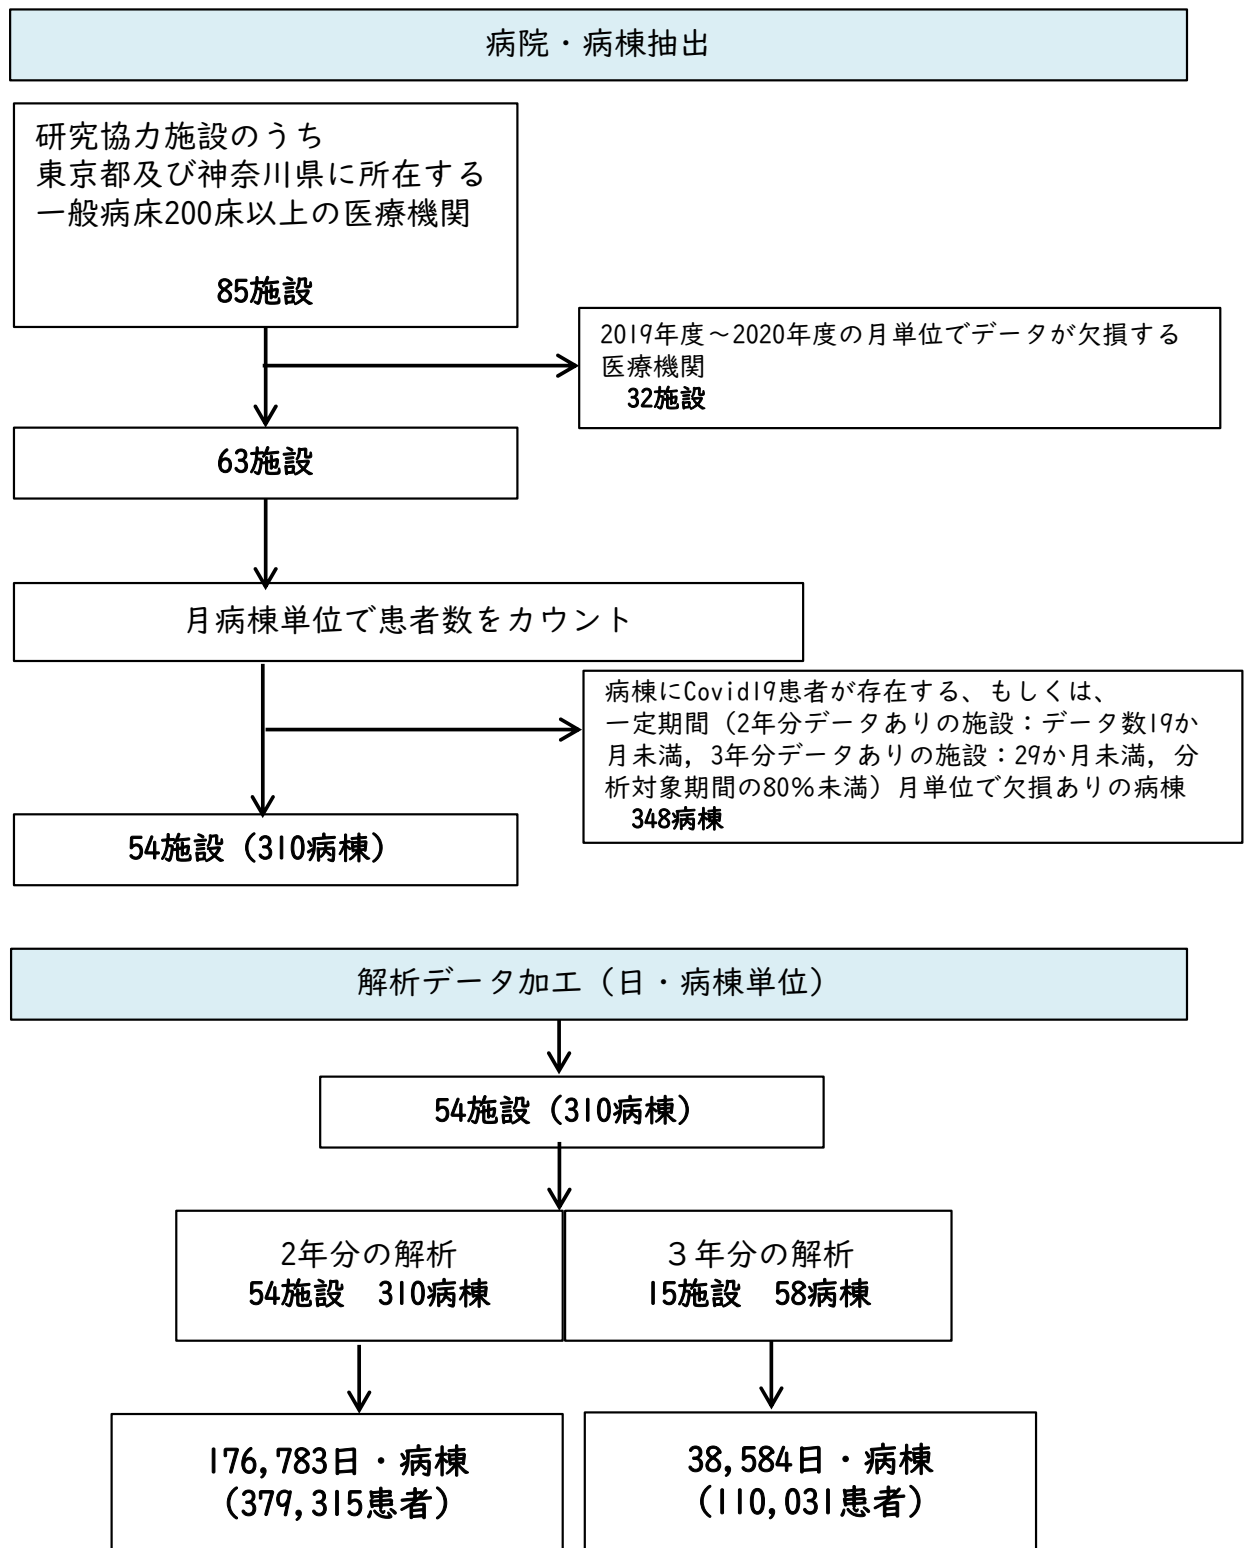 病院・病棟抽出
研究協力施設のうち
東京都及び神奈川県に所在する
一般病床200床以上の医療機関
85施設
2019年度～2020年度の月単位でデータが欠損する
医療機関
32施設
63施設
月病棟単位で患者数をカウント
病棟にCovid19患者が存在する、もしくは、
一定期間（2年分データありの施設：データ数19か
月未満，3年分データありの施設：29か月未満，分
析対象期間の80%未満）月単位で欠損ありの病棟
348病棟
54施設（310病棟）
解析データ加工（日・病棟単位）
54施設（310病棟）
2年分の解析
54施設　310病棟
３年分の解析
15施設　58病棟
176,783日・病棟
（379,315患者）
38,584日・病棟
（110,031患者）